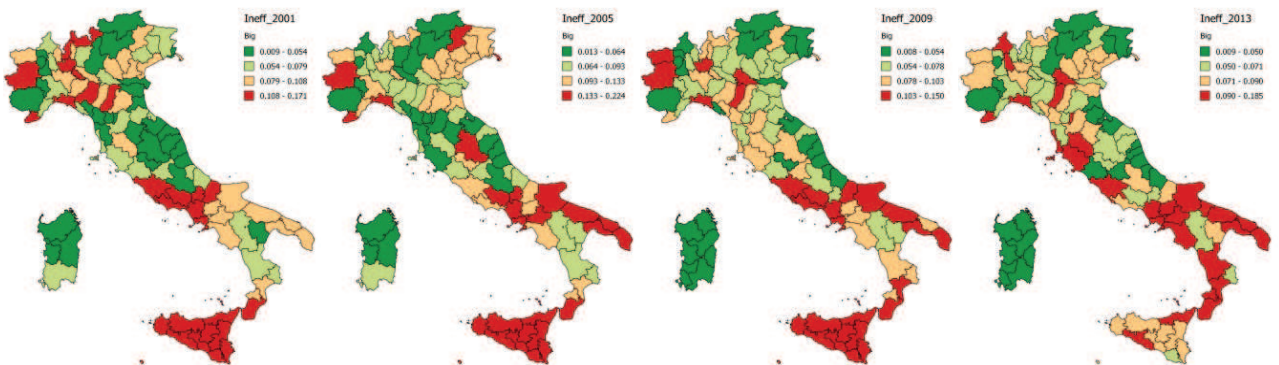 Ineff_2001
Big
0.009 - 0.054
0.054 - 0.079
0.079 - 0.108
0.108 - 0.171
Ineff_2005
Big
0.013 - 0.064
0.064 - 0.093
0.093 - 0.133
0.133 - 0.224
Ineff_2009
Big
0.008 - 0.054
0.054 - 0.078
0.078 - 0.103
0.103 - 0.150
Ineff_2013
Big
0.009 - 0.050
0.050 - 0.071
0.071 - 0.090
0.090 - 0.185